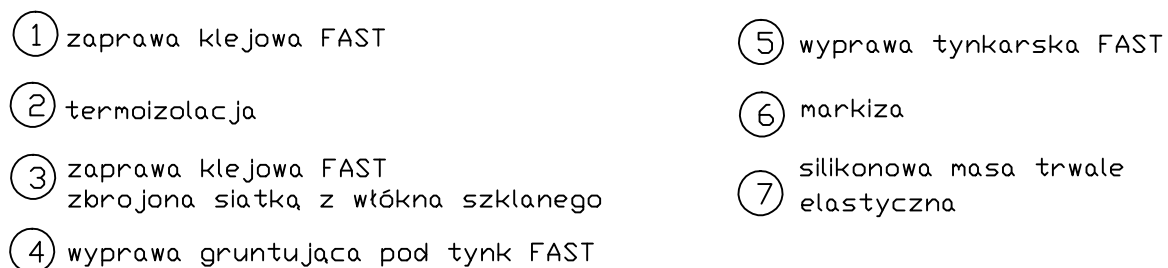 1 zaprawa klejowa FAST
2 termoizolacja
3 zaprawa klejowa FAST
zbrojona siatką z włókna szklanego
4 wyprawa gruntująca pod tynk FAST
5 wyprawa tynkarska FAST
6 markiza
7 silikonowa masa trwale
elastyczna